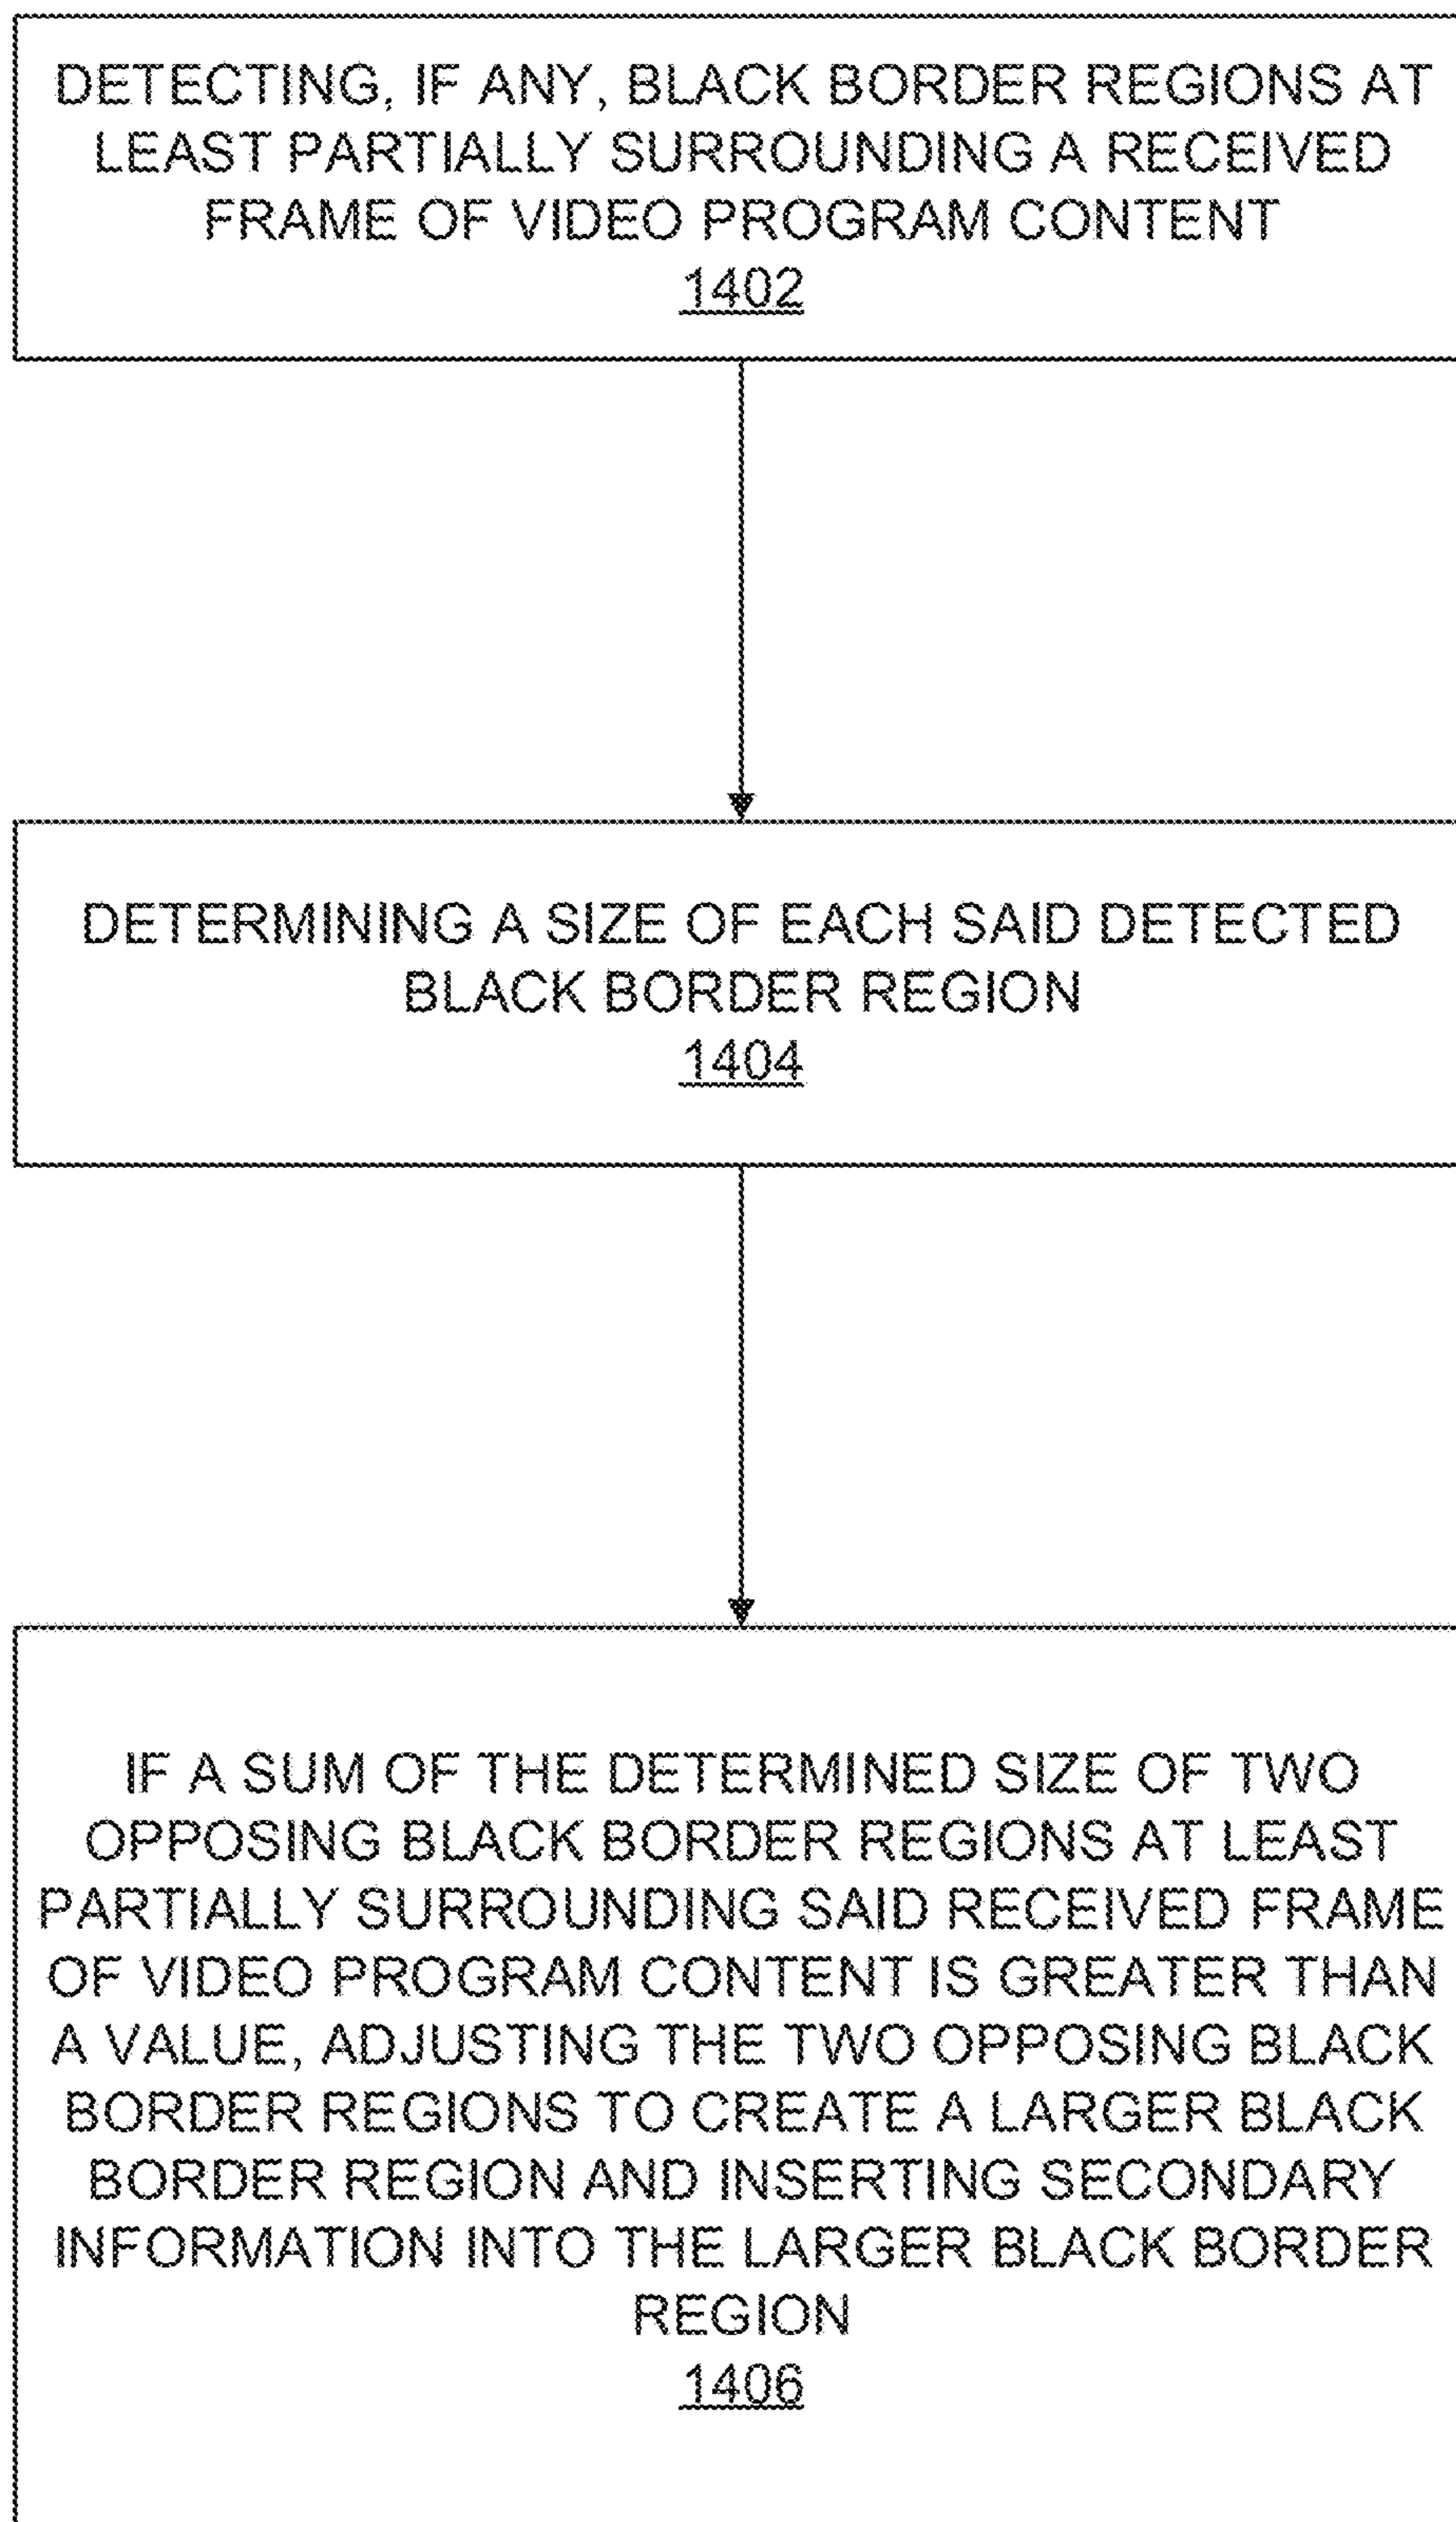 DETECTING, IF ANY, BLACK BORDER REGIONS AT
LEAST PARTIALLY SURROUNDING A RECEIVED
FRAME OF VIDEO PROGRAM CONTENT
1402
DETERMINING A SIZE OF EACH SAID DETECTED
BLACK BORDER REGION
1404
IF A SUM OF THE DETERMINED SIZE OF TWO
OPPOSING BLACK BORDER REGIONS AT LEAST
PARTIALLY SURROUNDING SAID RECEIVED FRAME
OF VIDEO PROGRAM CONTENT IS GREATER THAN
A VALUE, ADJUSTING THE TWO OPPOSING BLACK
BORDER REGIONS TO CREATE A LARGER BLACK
BORDER REGION AND INSERTING SECONDARY
INFORMATION INTO THE LARGER BLACK BORDER
REGION
1406